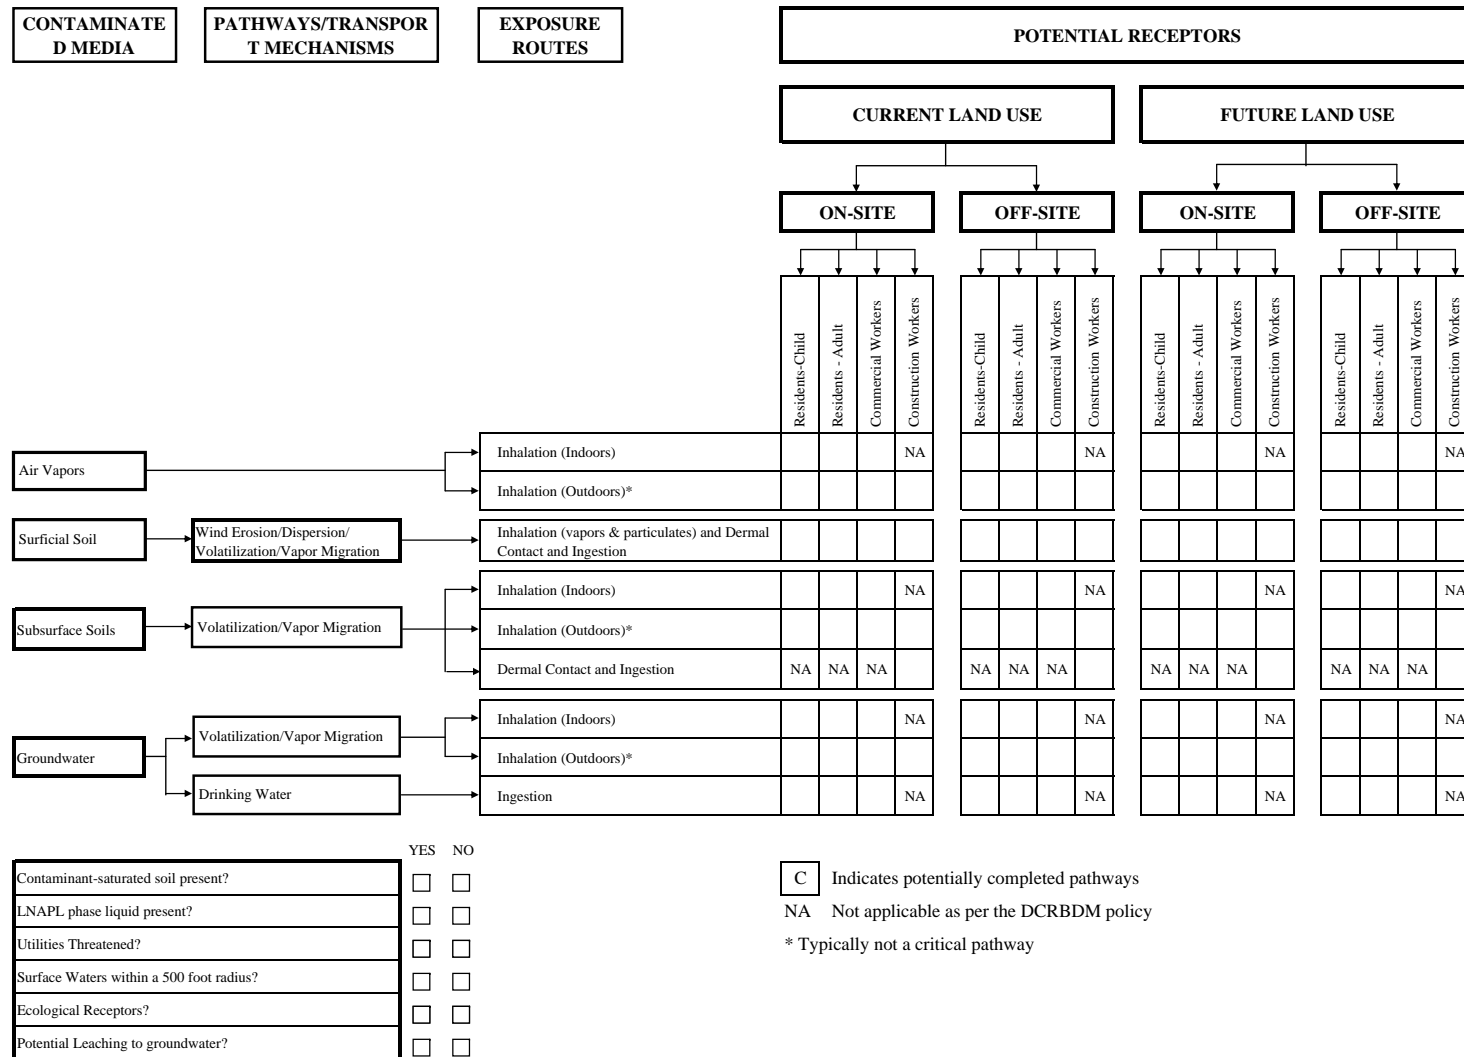 CONTAMINATE
D MEDIA
PATHWAYS/TRANSPOR
T MECHANISMS
EXPOSURE
ROUTES
POTENTIAL RECEPTORS
CURRENT LAND USE
FUTURE LAND USE
ON-SITE
OFF-SITE
ON-SITE
OFF-SITE
Residents-Child
Residents - Adult
Commercial Workers
Construction Workers
Residents-Child
Residents - Adult
Commercial Workers
Construction Workers
Residents-Child
Residents - Adult
Commercial Workers
Construction Workers
Residents-Child
Residents - Adult
Commercial Workers
Construction Workers
Air Vapors
Inhalation (Indoors)
NA NA NA NA
Inhalation (Outdoors)*
Surficial Soil
Wind Erosion/Dispersion/
Volatilization/Vapor Migration
Inhalation (vapors & particulates) and Dermal
Contact and Ingestion
Subsurface Soils
Volatilization/Vapor Migration
Inhalation (Indoors)
NA NA NA NA
Inhalation (Outdoors)*
Dermal Contact and Ingestion
NA NA NA NA NA NA NA NA NA NA NA NA
Groundwater
Volatilization/Vapor Migration
Inhalation (Indoors)
NA NA NA NA
Inhalation (Outdoors)*
Drinking Water
Ingestion
NA NA NA NA
YES NO
Contaminant-saturated soil present?
LNAPL phase liquid present?
Utilities Threatened?
Surface Waters within a 500 foot radius?
Ecological Receptors?
Potential Leaching to groundwater?
C Indicates potentially completed pathways
NA Not applicable as per the DCRBDM policy
* Typically not a critical pathway